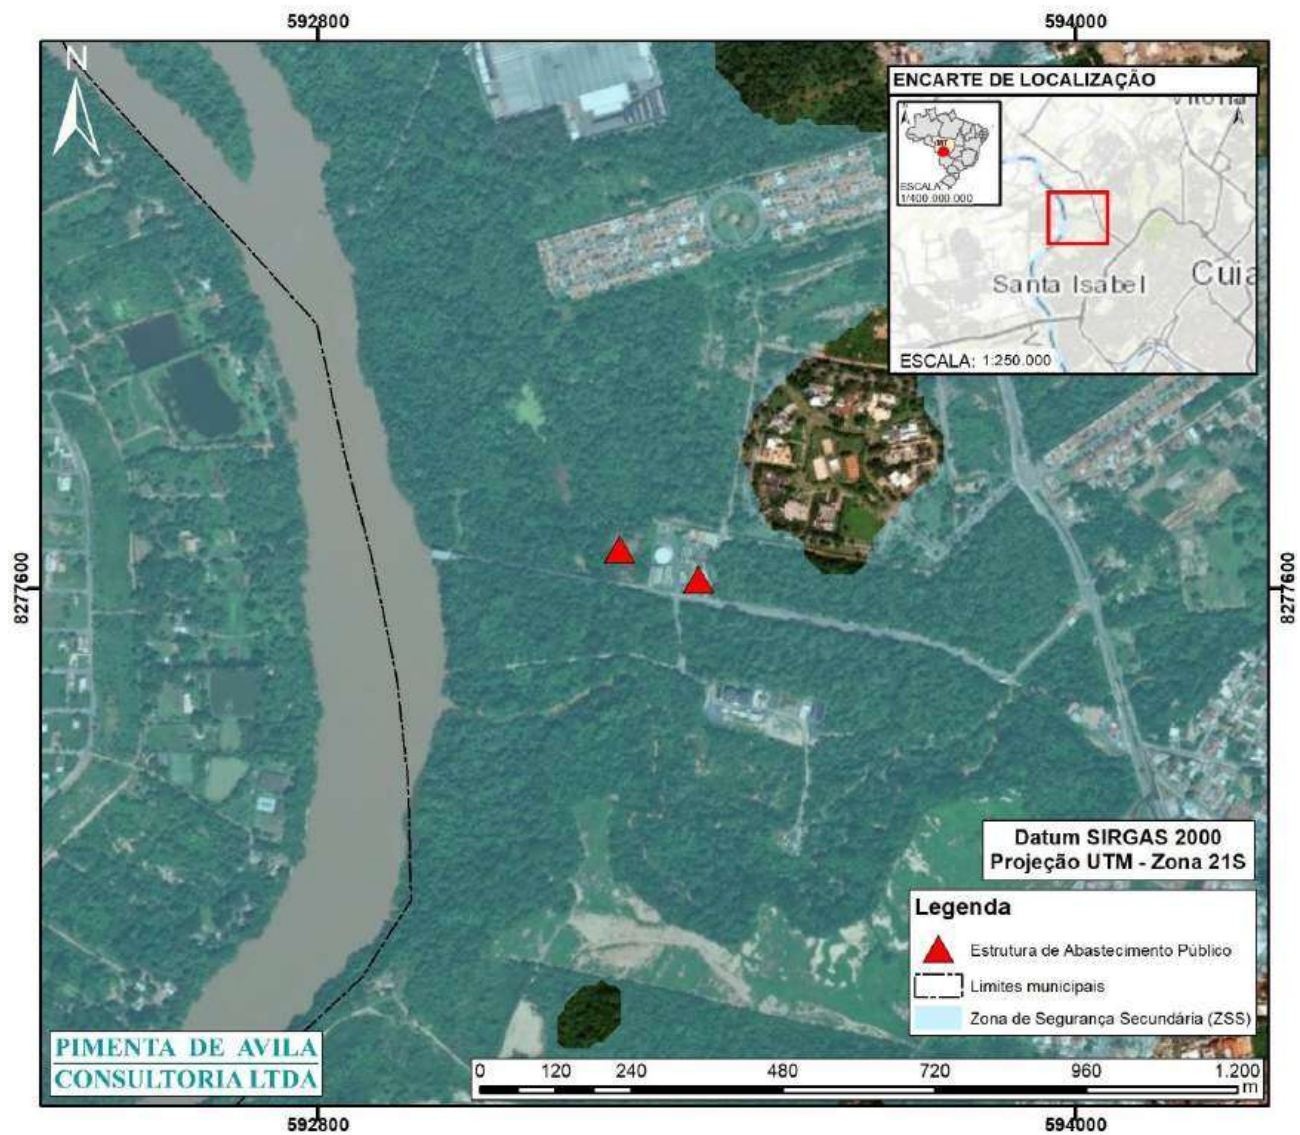 592800
594000
N
ENCARTE DE LOCALIZAÇÃO
N
MT
ESCALA:
1/400.000.000
Santa Isabel
Cuia
ESCALA: 1:250.000
8277600
8277600
Datum SIRGAS 2000
Projeção UTM - Zona 21S
Legenda
Estrutura de Abastecimento Público
Limites municipais
Zona de Segurança Secundária (ZSS)
PIMENTA DE AVILA
CONSULTORIA LTDA
0 120 240 480 720 960 1.200
m
592800
594000